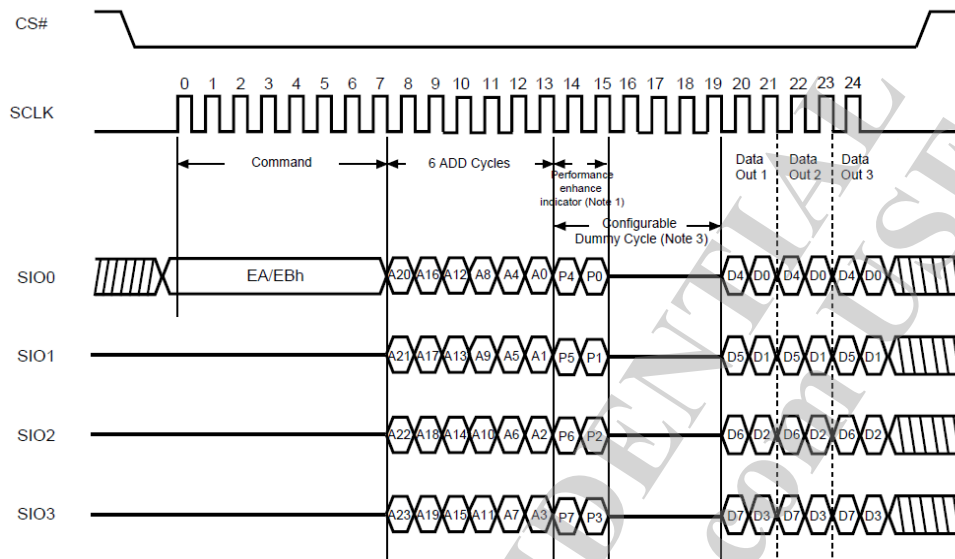 CS#
0 1 2 3 4 5 6 7 8 9 10 11 12 13 14 15 16 17 18 19 20 21 22 23 24
SCLK
Command
6 ADD Cycles
Performance
enhance
indicator (Note 1)
Data
Out 1
Data
Out 2
Data
Out 3
Configurable
Dummy Cycle (Note 3)
SIO0 EA/EBh A20 A16 A12 A8 A4 A0 P4 P0 D4 D0 D4 D0 D4 D0
SIO1 A21 A17 A13 A9 A5 A1 P5 P1 D5 D1 D5 D1 D5 D1
SIO2 A22 A18 A14 A10 A6 A2 P6 P2 D6 D2 D6 D2 D6 D2
SIO3 A23 A19 A15 A11 A7 A3 P7 P3 D7 D3 D7 D3 D7 D3